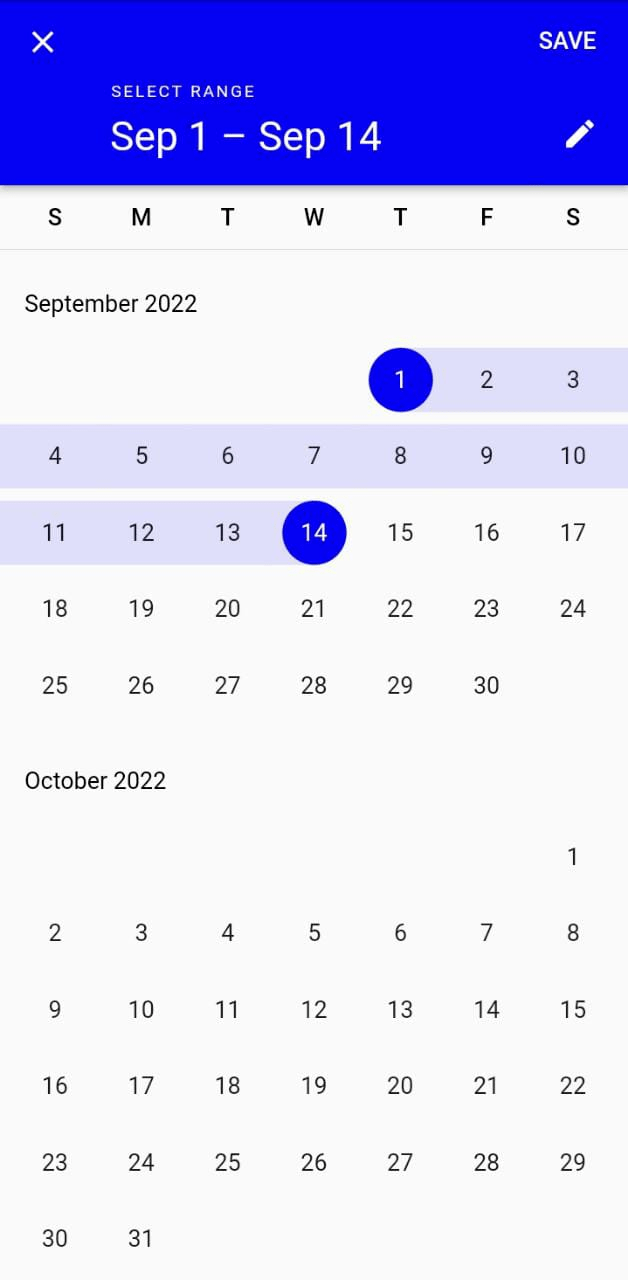 SAVE
SELECT RANGE
Sep 1 – Sep 14
S M T W T F S
September 2022
1 2 3
4 5 6 7 8 9 10
11 12 13 14 15 16 17
18 19 20 21 22 23 24
25 26 27 28 29 30
October 2022
1
2 3 4 5 6 7 8
9 10 11 12 13 14 15
16 17 18 19 20 21 22
23 24 25 26 27 28 29
30 31